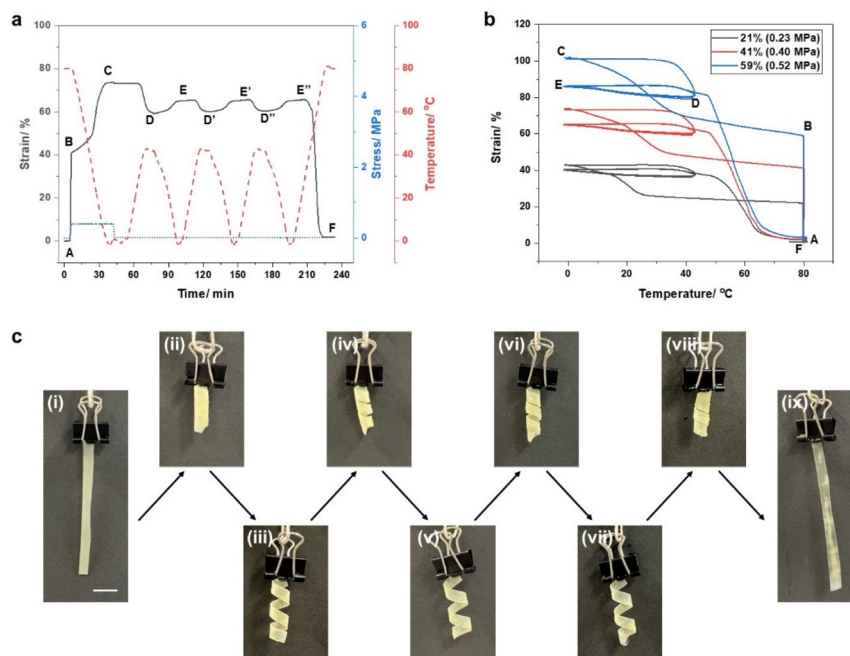 a
100
80
60
40
20
0
Strain/ %
A
B
C
D
E
D'
E'
D''
E''
F
0 30 60 90 120 150 180 210 240
Time/ min
6
4
2
0
Stress/ MPa
100
80
60
40
20
0
Temperature/ °C
b
120
100
80
60
40
20
0
Strain/ %
C
E
D
B
A
F
21% (0.23 MPa)
41% (0.40 MPa)
59% (0.52 MPa)
0 20 40 60 80
Temperature/ °C
c
(i)
(ii)
(iii)
(iv)
(v)
(vi)
(vii)
(viii)
(ix)